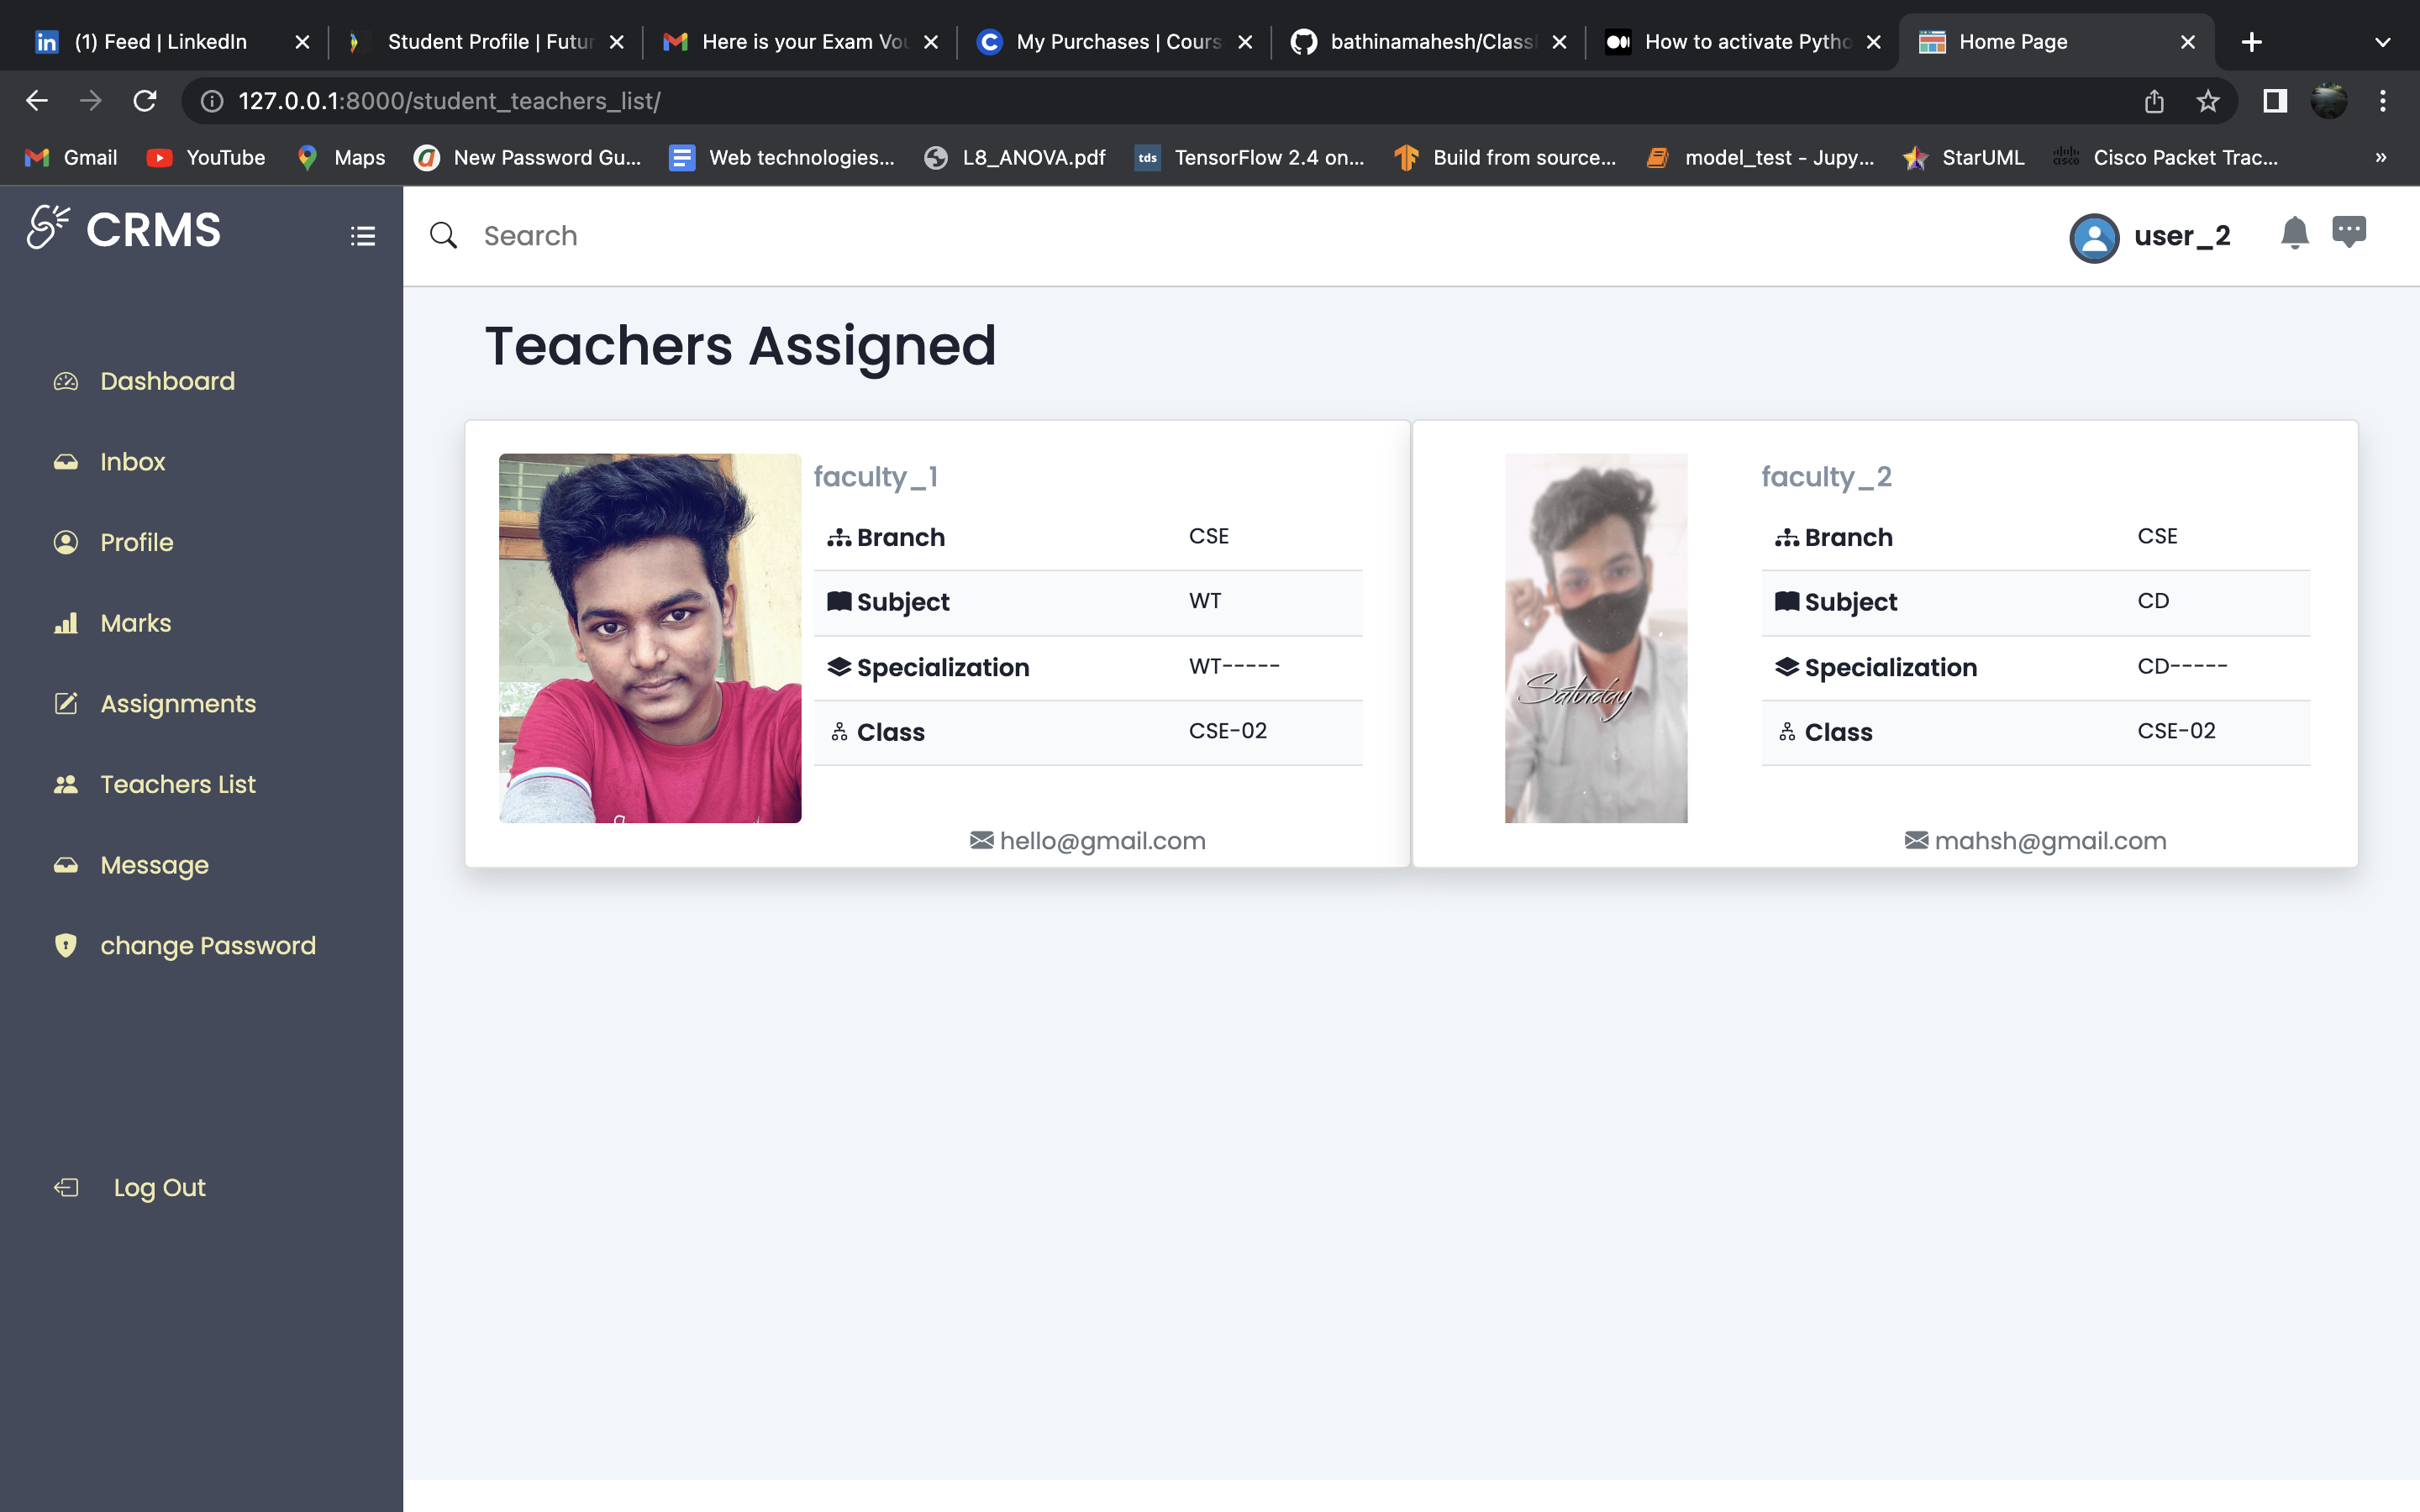 (1) Feed | LinkedIn
Student Profile | Futur
Here is your Exam Vou
My Purchases | Cours
bathinamahesh/Class
How to activate Pytho
Home Page
127.0.0.1:8000/student_teachers_list/
Gmail
YouTube
Maps
New Password Gu...
Web technologies...
L8_ANOVA.pdf
tds
TensorFlow 2.4 on...
Build from source...
model_test - Jupy...
StarUML
cisco
Cisco Packet Trac...
»
CRMS
Search
user_2
Dashboard
Inbox
Profile
Marks
Assignments
Teachers List
Message
change Password
Log Out
Teachers Assigned
faculty_1
Branch CSE
Subject WT
Specialization WT-----
Class CSE-02
hello@gmail.com
faculty_2
Branch CSE
Subject CD
Specialization CD-----
Class CSE-02
Saturday
mahsh@gmail.com